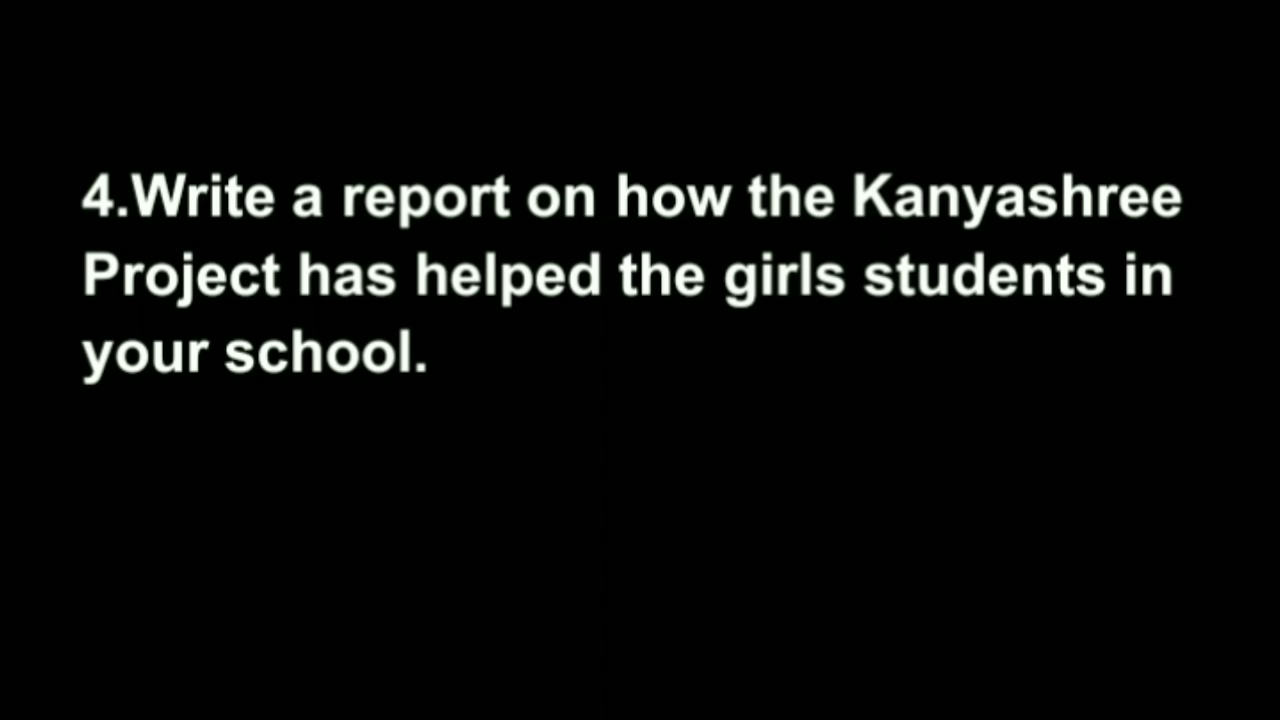 4.Write a report on how the Kanyashree
Project has helped the girls students in
your school.